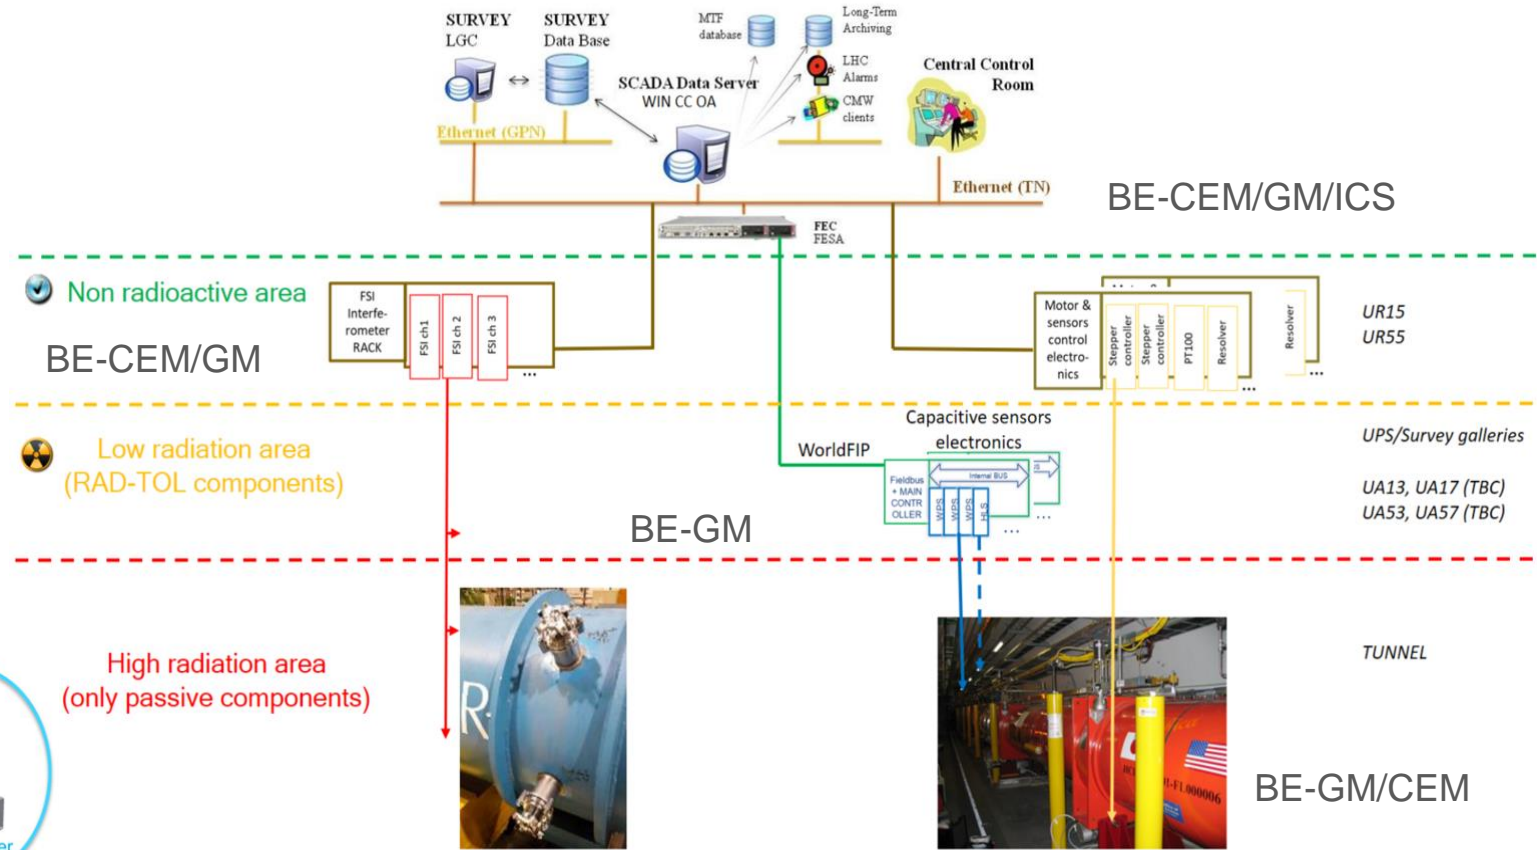 SURVEY
LGC
SURVEY
Data Base
MTF
database
Long-Term
Archiving
LHC
Alarms
CMW
clients
SCADA Data Server
WIN CC OA
Central Control
Room
Ethernet (GPN)
Ethernet (TN)
BE-CEM/GM/ICS
FEC
FESA
Non radioactive area
BE-CEM/GM
FSI
Interfe-
rometer
RACK
FSI ch1
FSI ch 2
FSI ch 3
...
Motor &
sensors
control
electro-
nics
Stepper
controller
Stepper
controller
PT100
Resolver
...
Resolver
...
UR15
UR55
Low radiation area
(RAD-TOL components)
WorldFIP
Capacitive sensors
electronics
Fieldbus
+ MAIN
CONTR
OLLER
Internal BUS
WPS
WPS
WPS
HLS
...
...
UPS/Survey galleries
UA13, UA17 (TBC)
UA53, UA57 (TBC)
BE-GM
High radiation area
(only passive components)
R-
TUNNEL
-FL000006
BE-GM/CEM